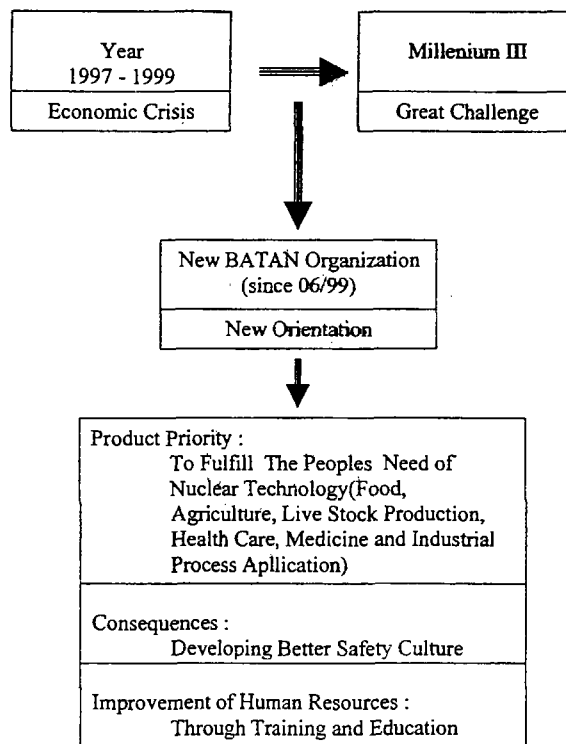 Year
1997 - 1999
Economic Crisis
Millenium III
Great Challenge
New BATAN Organization
(since 06/99)
New Orientation
Product Priority :
To Fulfill The Peoples Need of
Nuclear Technology(Food,
Agriculture, Live Stock Production,
Health Care, Medicine and Industrial
Process Apllication)
Consequences :
Developing Better Safety Culture
Improvement of Human Resources :
Through Training and Education